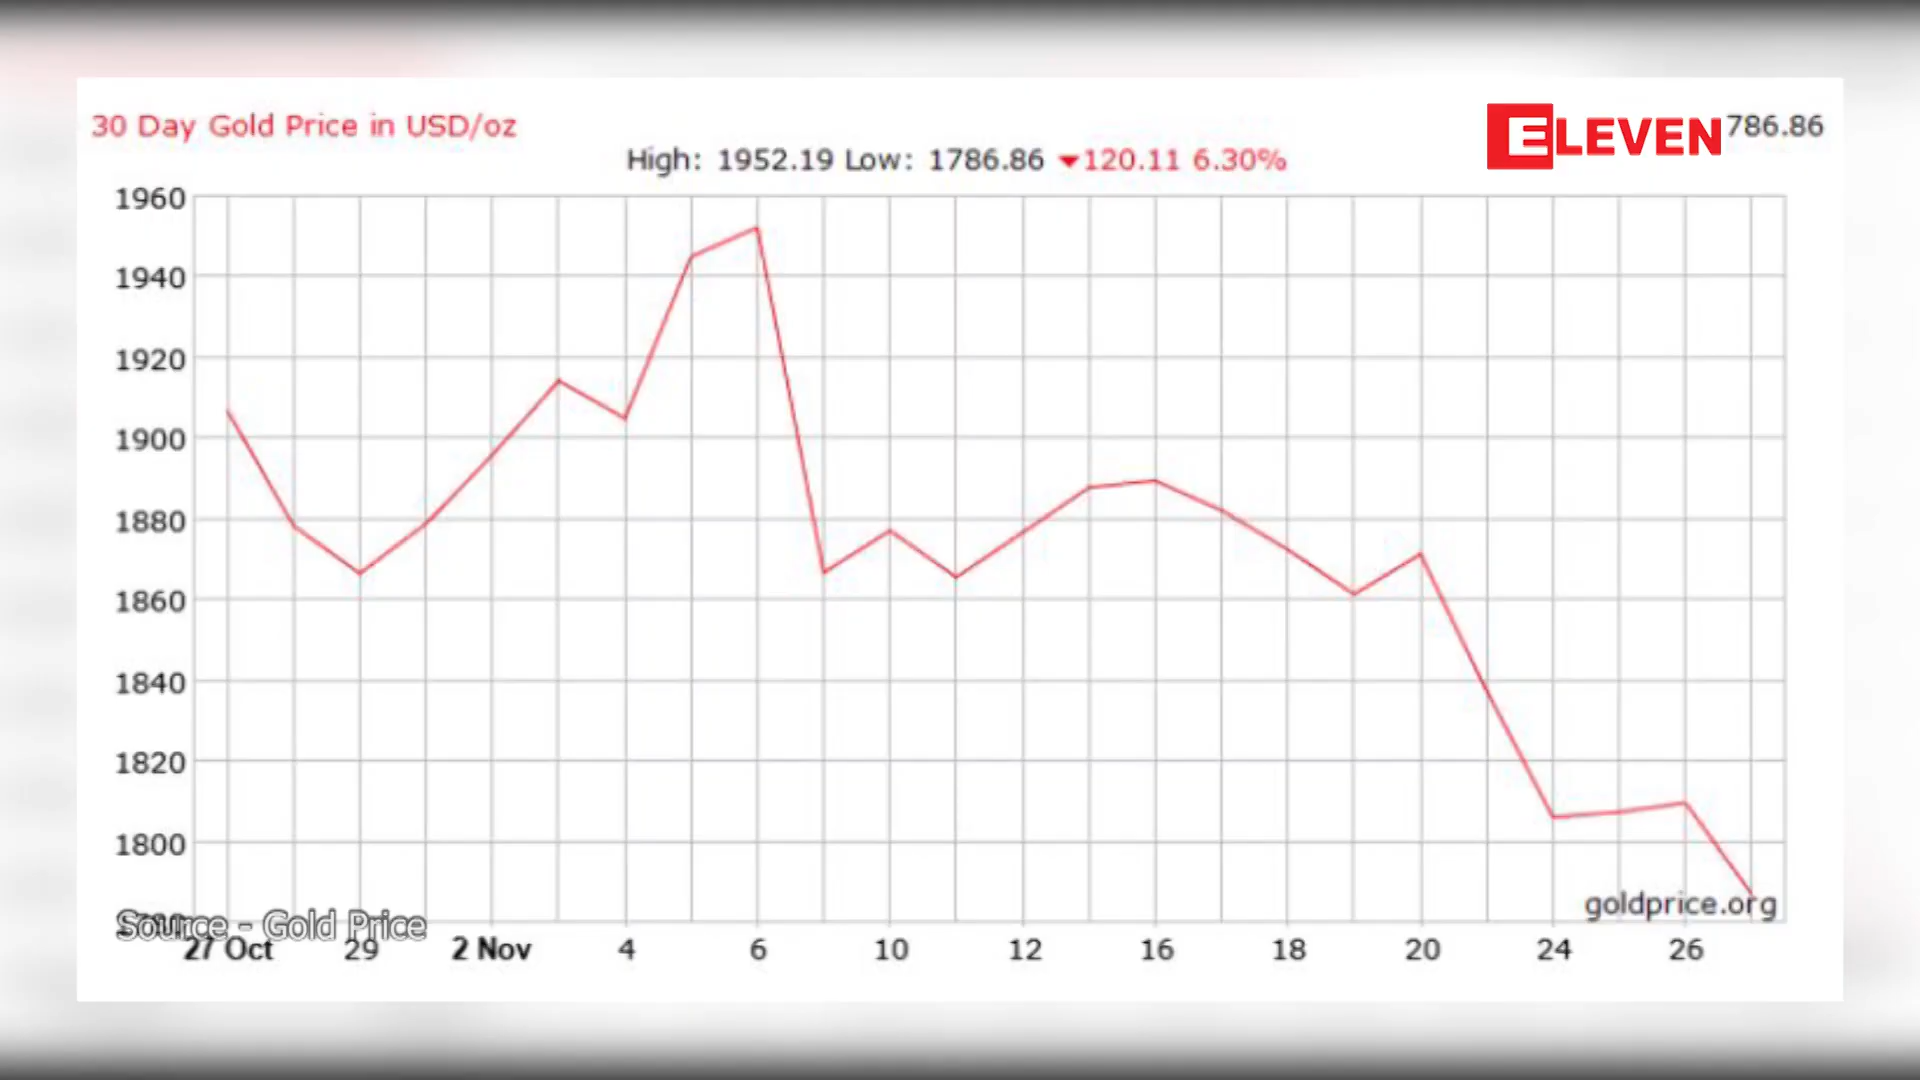 30 Day Gold Price in USD/oz
ELEVEN
786.86
High: 1952.19 Low: 1786.86 ▼120.11 6.30%
1960
1940
1920
1900
1880
1860
1840
1820
1800
goldprice.org
Source - Gold Price
27 Oct 29 2 Nov 4 6 10 12 16 18 20 24 26